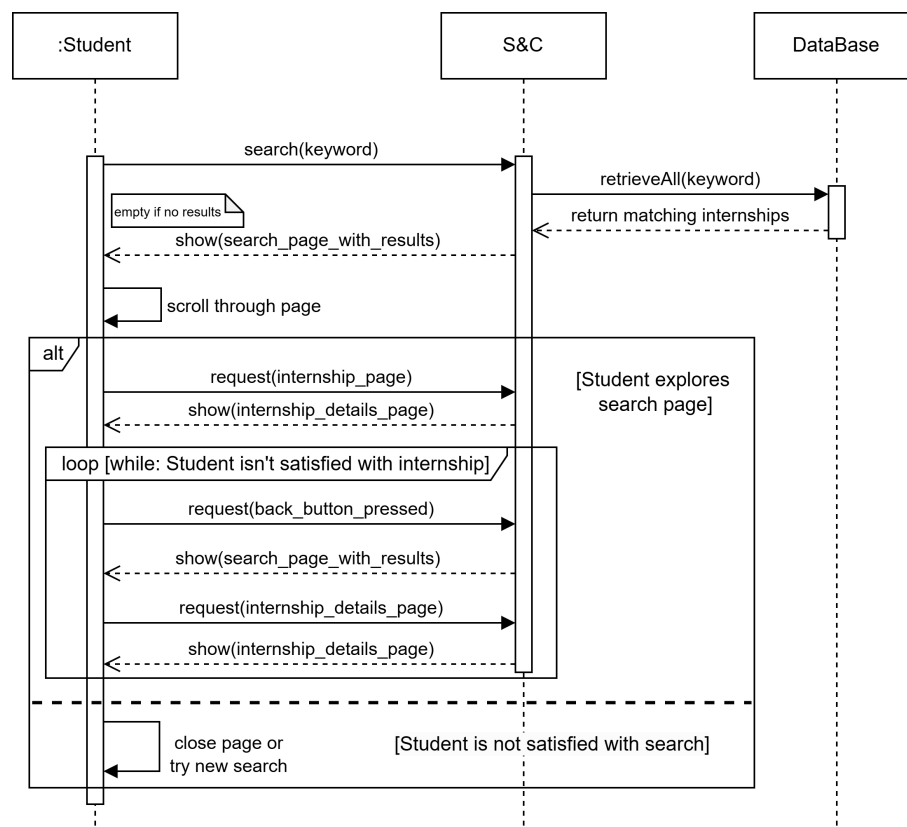 :Student
S&C
DataBase
search(keyword)
retrieveAll(keyword)
empty if no results
return matching internships
show(search_page_with_results)
scroll through page
alt
request(internship_page)
[Student explores
search page]
show(internship_details_page)
loop [while: Student isn't satisfied with internship]
request(back_button_pressed)
show(search_page_with_results)
request(internship_details_page)
show(internship_details_page)
close page or
try new search
[Student is not satisfied with search]